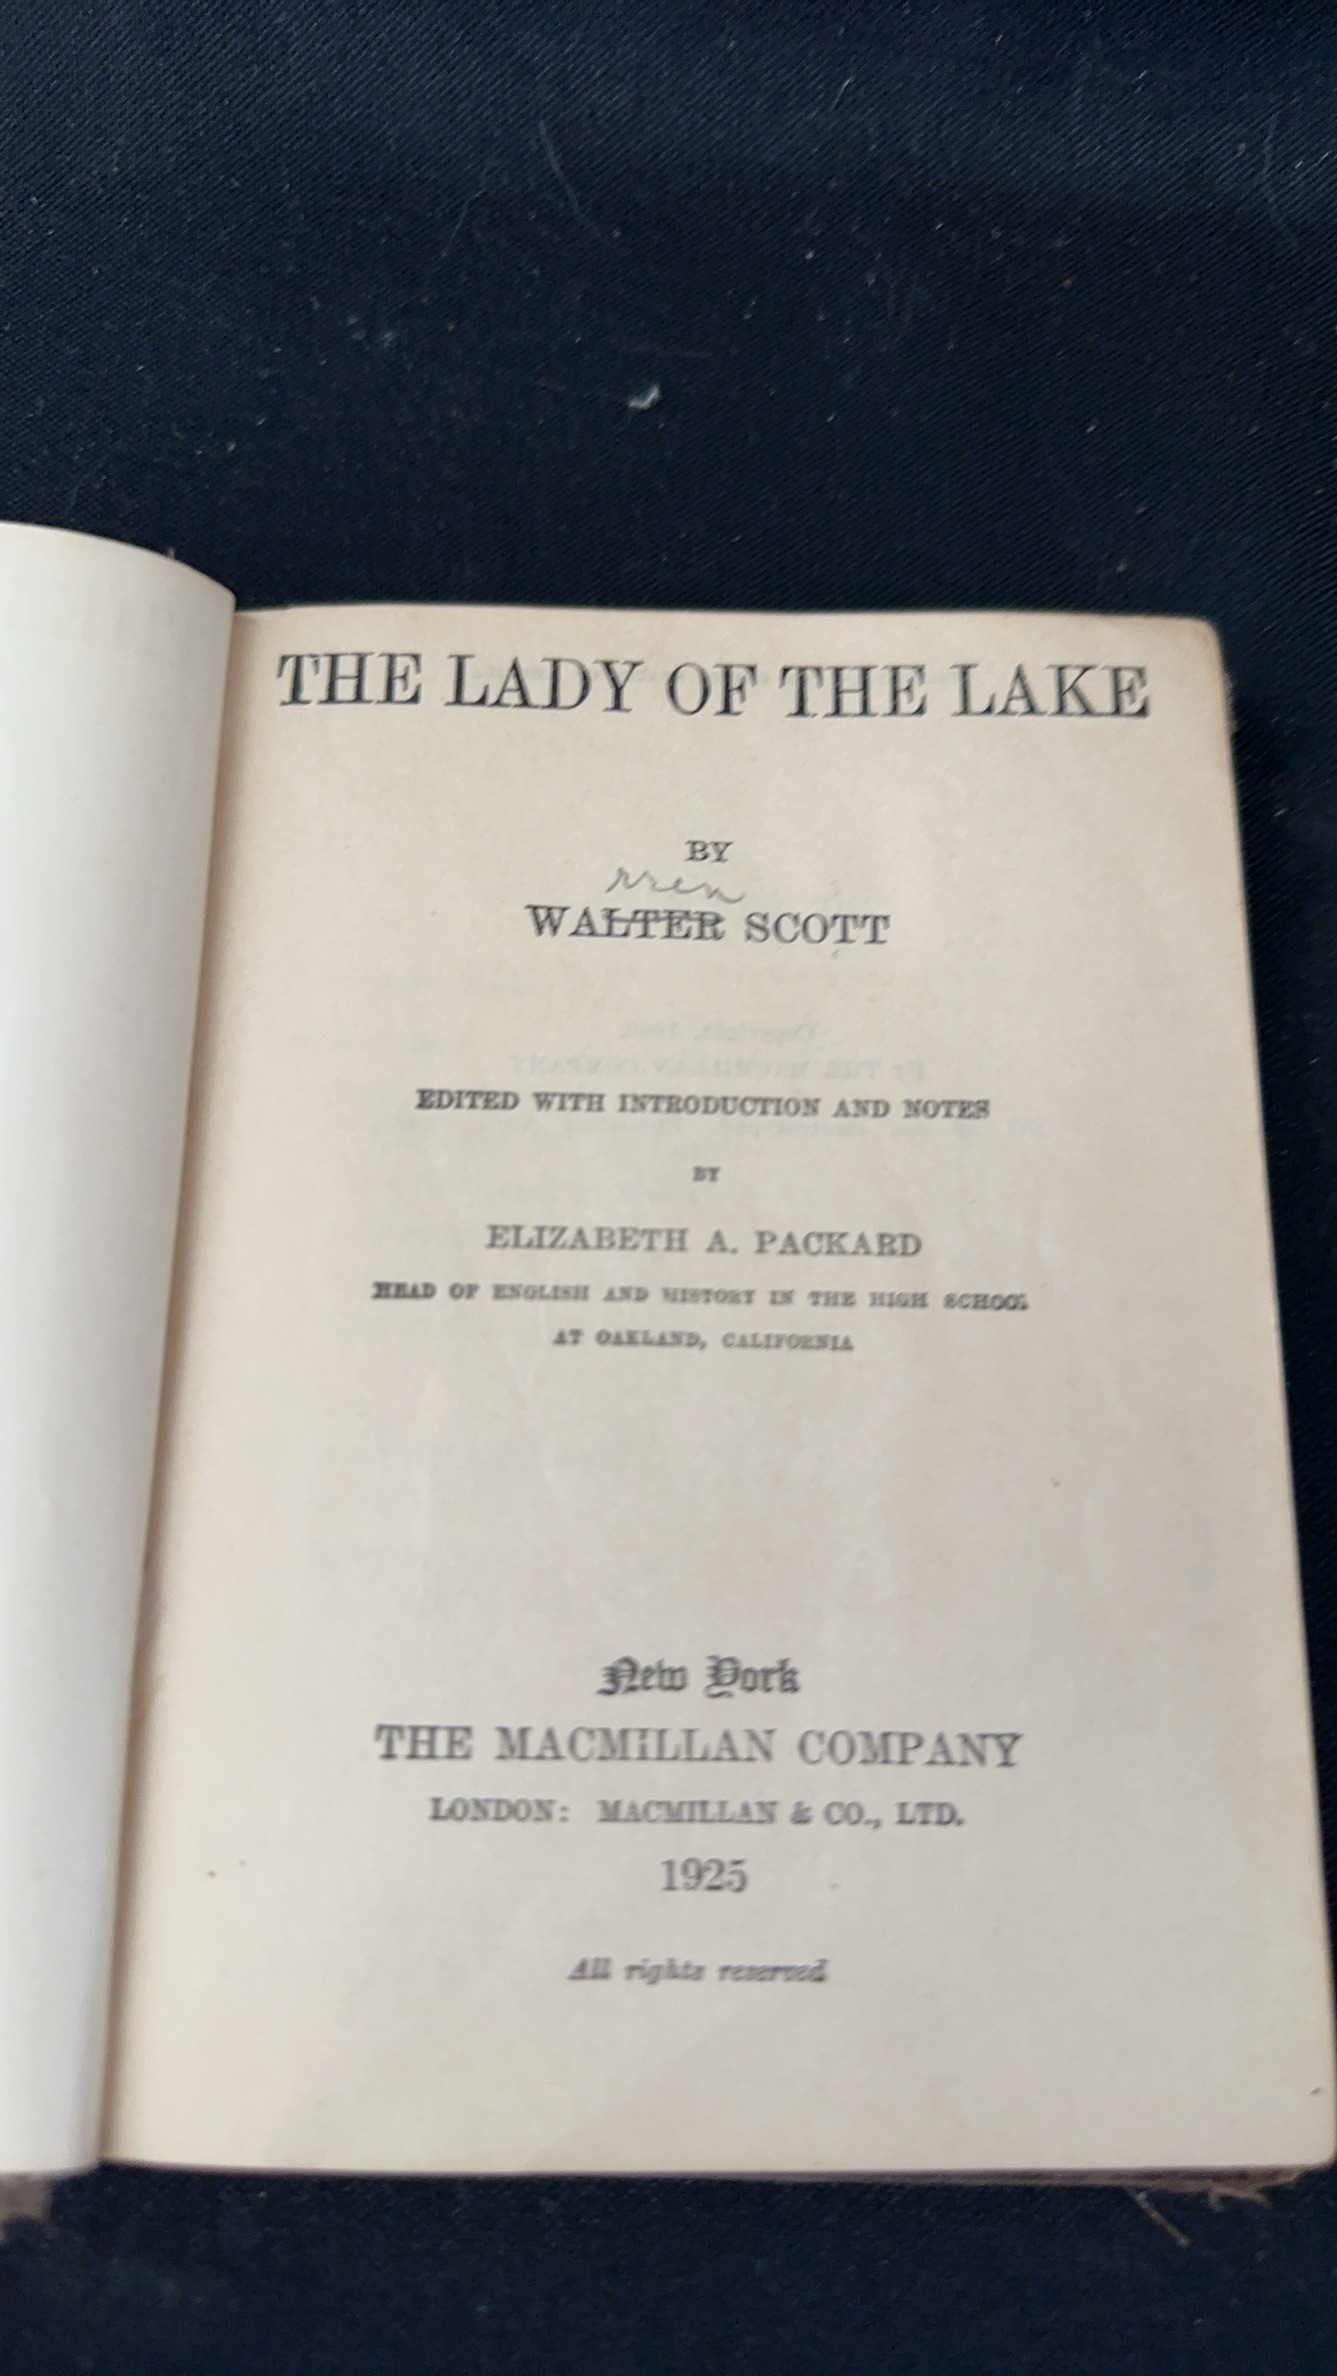 THE LADY OF THE LAKE
BY
rren
WALTER SCOTT
EDITED WITH INTRODUCTION AND NOTES
BY
ELIZABETH A. PACKARD
HEAD OF ENGLISH AND HISTORY IN THE HIGH SCHOOL
AT OAKLAND, CALIFORNIA
New York
THE MACMILLAN COMPANY
LONDON: MACMILLAN & CO., LTD.
1925
All rights reserved